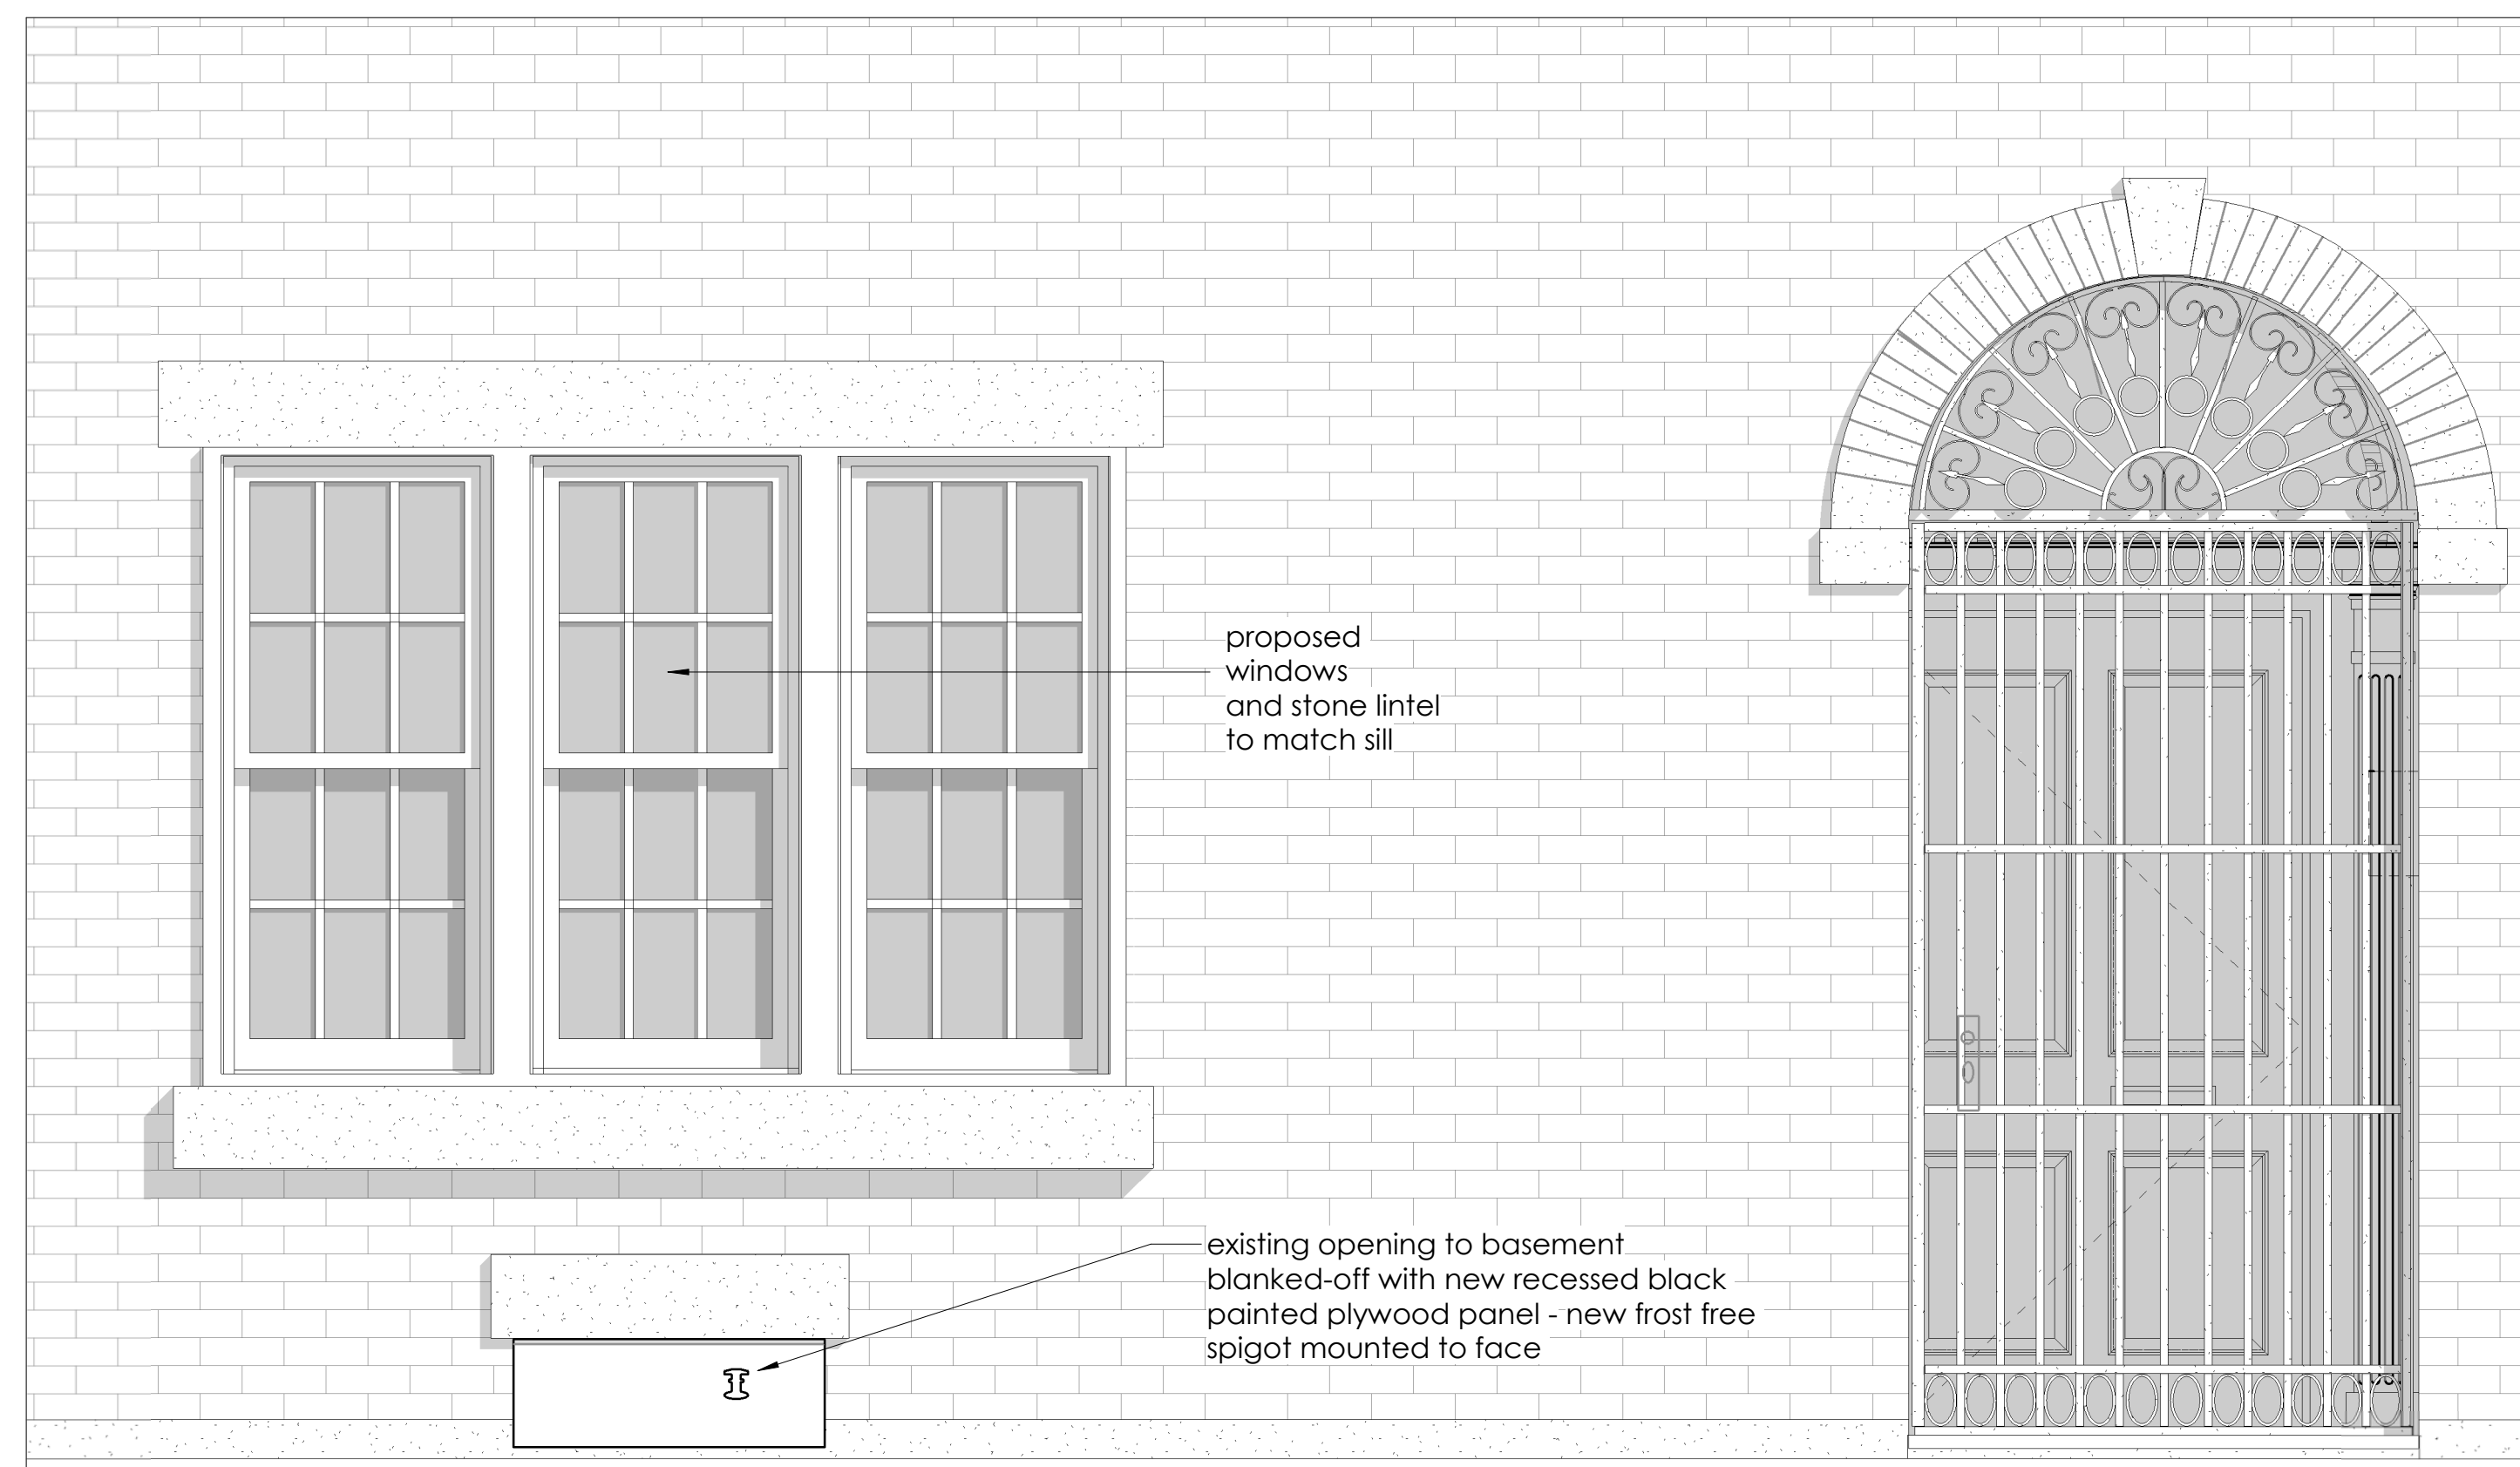 proposed
windows
and stone lintel
to match sill
existing opening to basement
blanked-off with new recessed black
painted plywood panel - new frost free
spigot mounted to face